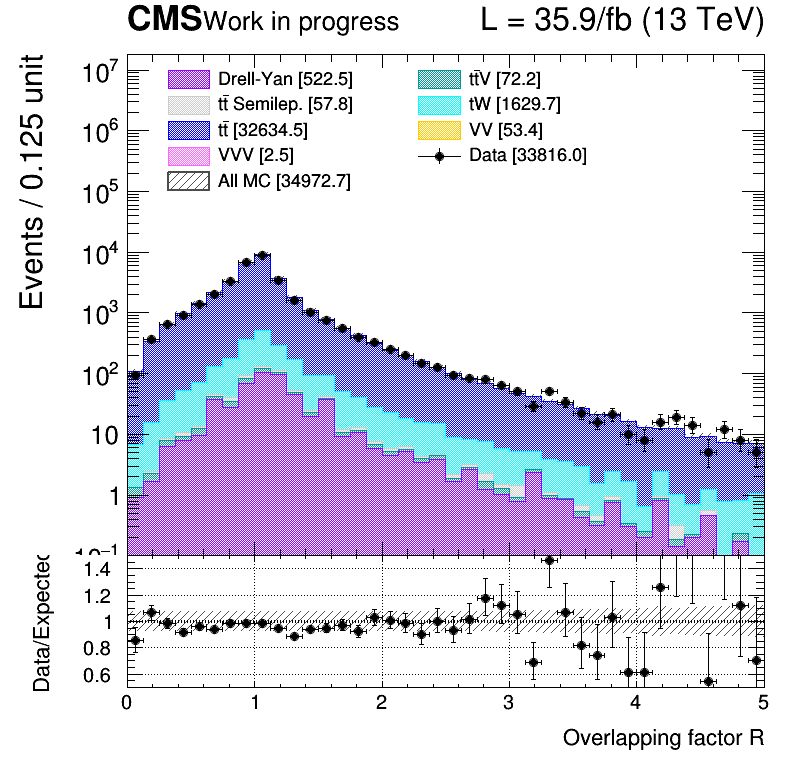 CMS Work in progress L = 35.9/fb (13 TeV)
Events / 0.125 unit
10⁷
10⁶
10⁵
10⁴
10³
10²
10
1
10⁻¹
Drell-Yan [522.5]
tt̄ Semilep. [57.8]
tt̄ [32634.5]
VVV [2.5]
All MC [34972.7]
tt̄V [72.2]
tW [1629.7]
VV [53.4]
Data [33816.0]
Data/Expected
1.4
1.2
1
0.8
0.6
0 1 2 3 4 5
Overlapping factor R